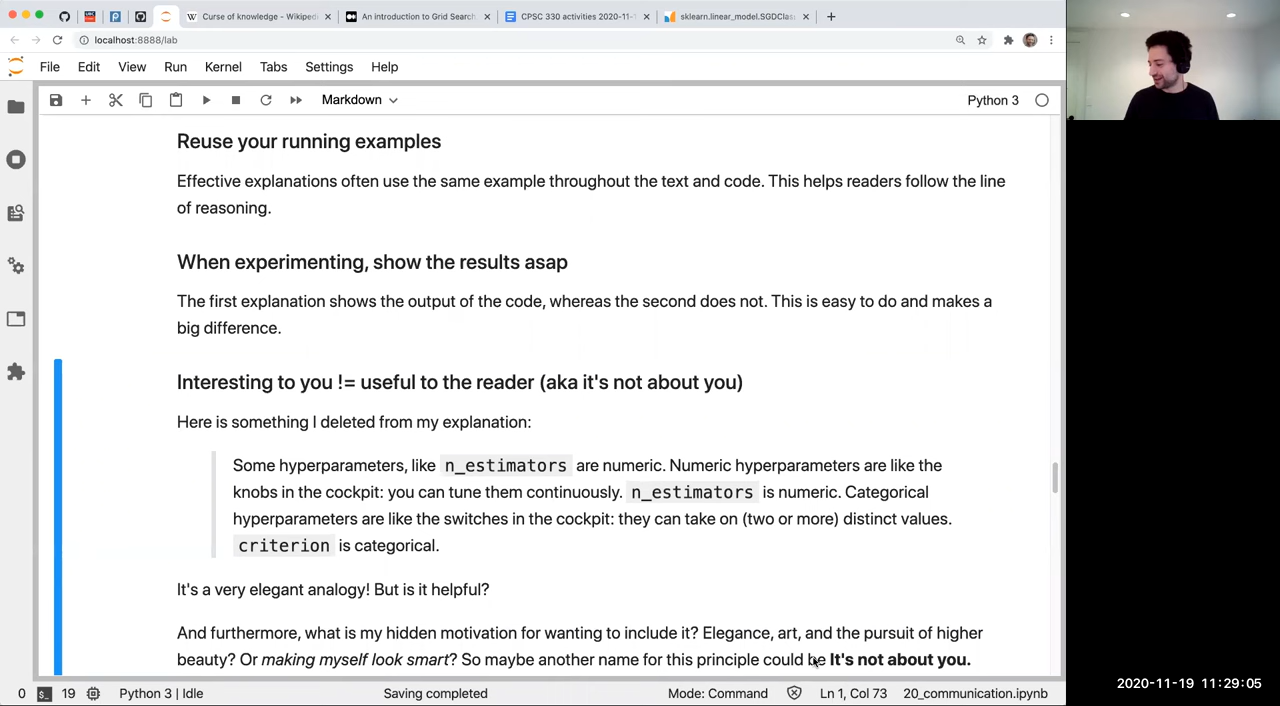 Curse of knowledge - Wikiped
An introduction to Grid Search
CPSC 330 activities 2020-11-1
sklearn.linear_model.SGDClas
localhost:8888/lab
File Edit View Run Kernel Tabs Settings Help
Markdown
Python 3
Reuse your running examples
Effective explanations often use the same example throughout the text and code. This helps readers follow the line
of reasoning.
When experimenting, show the results asap
The first explanation shows the output of the code, whereas the second does not. This is easy to do and makes a
big difference.
Interesting to you != useful to the reader (aka it's not about you)
Here is something I deleted from my explanation:
Some hyperparameters, like n_estimators are numeric. Numeric hyperparameters are like the
knobs in the cockpit: you can tune them continuously. n_estimators is numeric. Categorical
hyperparameters are like the switches in the cockpit: they can take on (two or more) distinct values.
criterion is categorical.
It's a very elegant analogy! But is it helpful?
And furthermore, what is my hidden motivation for wanting to include it? Elegance, art, and the pursuit of higher
beauty? Or making myself look smart? So maybe another name for this principle could be It's not about you.
0 19 Python 3 | Idle Saving completed Mode: Command Ln 1, Col 73 20_communication.ipynb
2020-11-19 11:29:05